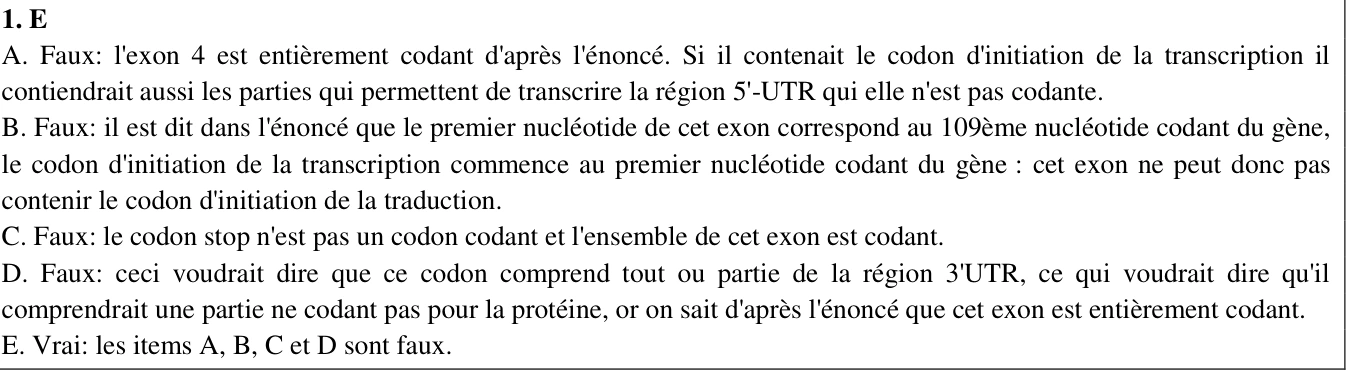 1. E
A. Faux: l'exon 4 est entièrement codant d'après l'énoncé. Si il contenait le codon d'initiation de la transcription il
contiendrait aussi les parties qui permettent de transcrire la région 5'-UTR qui elle n'est pas codante.
B. Faux: il est dit dans l'énoncé que le premier nucléotide de cet exon correspond au 109ème nucléotide codant du gène,
le codon d'initiation de la transcription commence au premier nucléotide codant du gène : cet exon ne peut donc pas
contenir le codon d'initiation de la traduction.
C. Faux: le codon stop n'est pas un codon codant et l'ensemble de cet exon est codant.
D. Faux: ceci voudrait dire que ce codon comprend tout ou partie de la région 3'UTR, ce qui voudrait dire qu'il
comprendrait une partie ne codant pas pour la protéine, or on sait d'après l'énoncé que cet exon est entièrement codant.
E. Vrai: les items A, B, C et D sont faux.